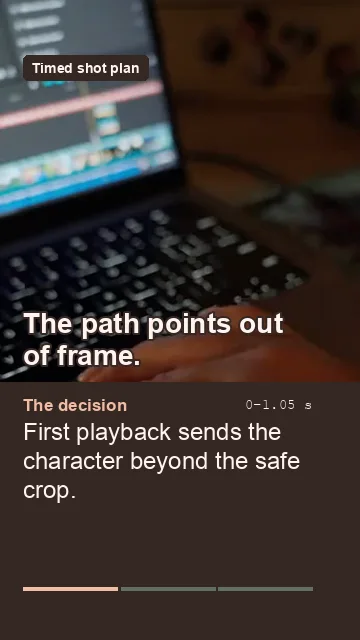 Timed shot plan
The path points out
of frame.
The decision
0–1.05 s
First playback sends the
character beyond the safe
crop.